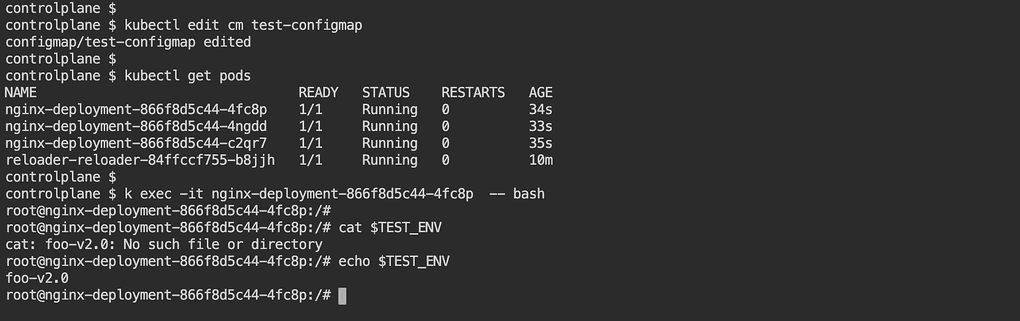 controlplane $
controlplane $ kubectl edit cm test-configmap
configmap/test-configmap edited
controlplane $
controlplane $ kubectl get pods
NAME READY STATUS RESTARTS AGE
nginx-deployment-866f8d5c44-4fc8p 1/1 Running 0 34s
nginx-deployment-866f8d5c44-4ngdd 1/1 Running 0 33s
nginx-deployment-866f8d5c44-c2qr7 1/1 Running 0 35s
reloader-reloader-84ffccf755-b8jjh 1/1 Running 0 10m
controlplane $
controlplane $ k exec -it nginx-deployment-866f8d5c44-4fc8p -- bash
root@nginx-deployment-866f8d5c44-4fc8p:/#
root@nginx-deployment-866f8d5c44-4fc8p:/# cat $TEST_ENV
cat: foo-v2.0: No such file or directory
root@nginx-deployment-866f8d5c44-4fc8p:/# echo $TEST_ENV
foo-v2.0
root@nginx-deployment-866f8d5c44-4fc8p:/#